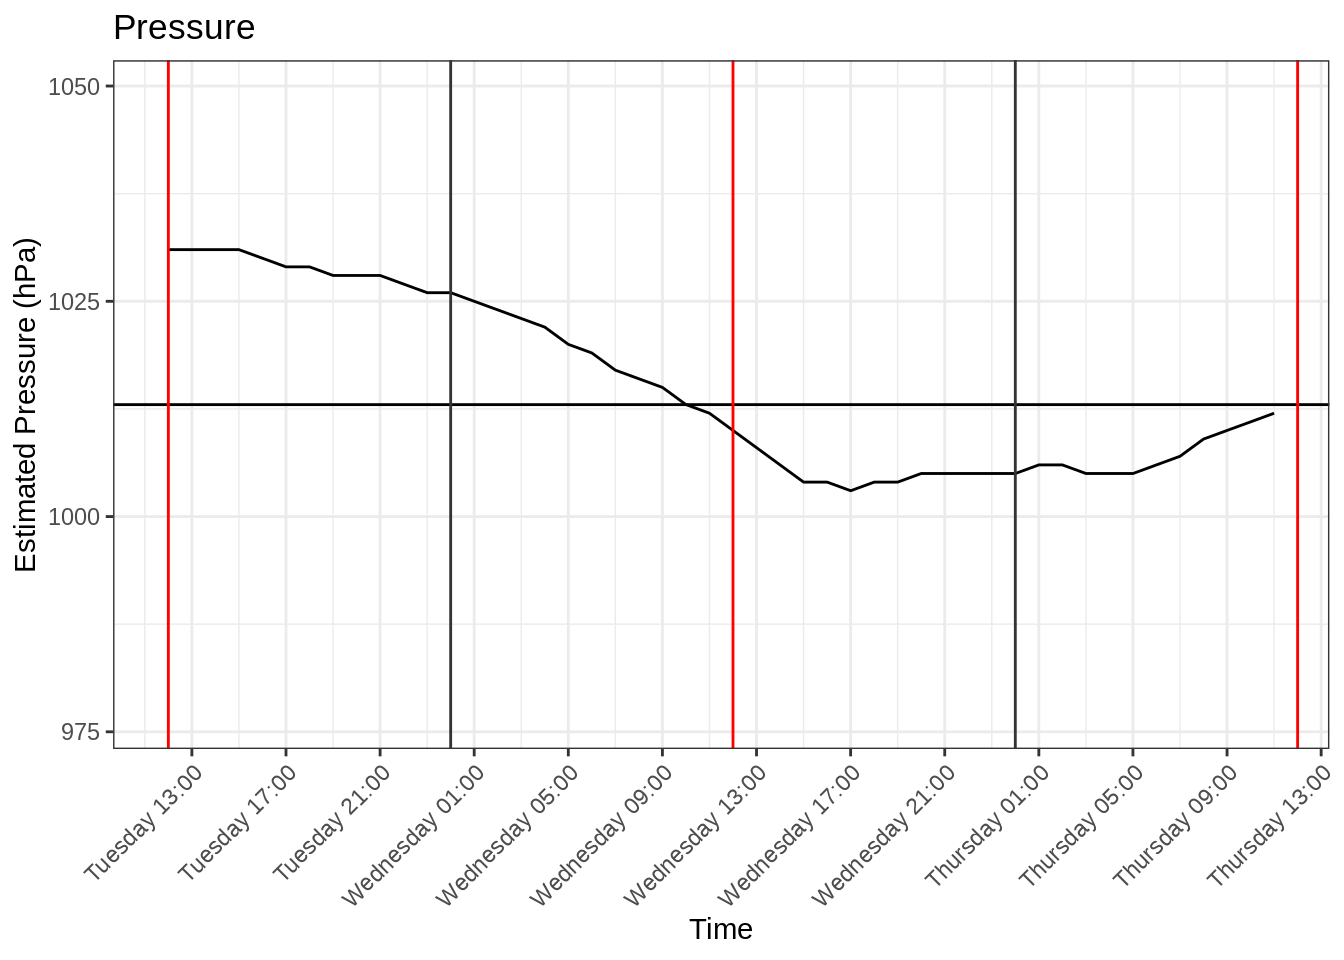 Pressure
Estimated Pressure (hPa)
1050
1025
1000
975
Tuesday 13:00
Tuesday 17:00
Tuesday 21:00
Wednesday 01:00
Wednesday 05:00
Wednesday 09:00
Wednesday 13:00
Wednesday 17:00
Wednesday 21:00
Thursday 01:00
Thursday 05:00
Thursday 09:00
Thursday 13:00
Time